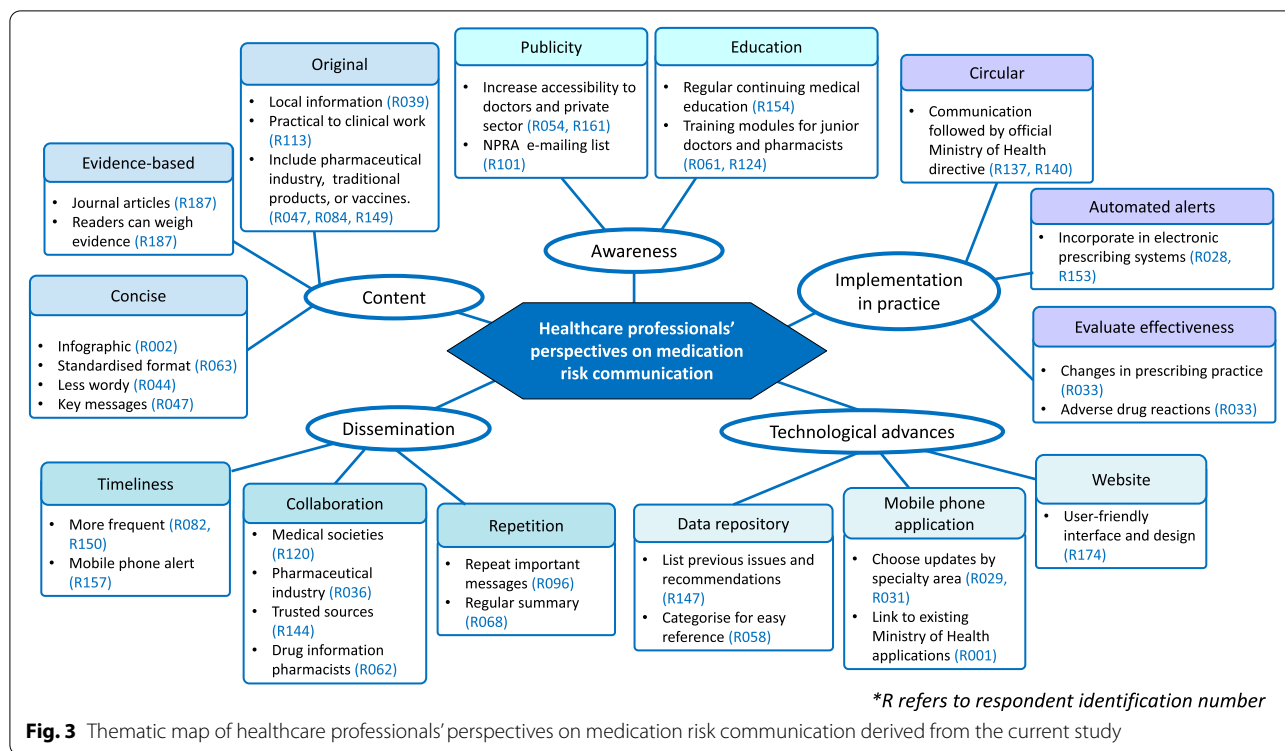 Healthcare professionals'
perspectives on medication
risk communication
Content
Original
• Local information (R039)
• Practical to clinical work
(R113)
• Include pharmaceutical
industry, traditional
products, or vaccines.
(R047, R084, R149)
Evidence-based
• Journal articles (R187)
• Readers can weigh
evidence (R187)
Concise
• Infographic (R002)
• Standardised format (R063)
• Less wordy (R044)
• Key messages (R047)
Awareness
Publicity
• Increase accessibility to
doctors and private
sector (R054, R161)
• NPRA e-mailing list
(R101)
Education
• Regular continuing medical
education (R154)
• Training modules for junior
doctors and pharmacists
(R061, R124)
Implementation
in practice
Circular
• Communication
followed by official
Ministry of Health
directive (R137, R140)
Automated alerts
• Incorporate in electronic
prescribing systems (R028,
R153)
Evaluate effectiveness
• Changes in prescribing practice
(R033)
• Adverse drug reactions (R033)
Dissemination
Timeliness
• More frequent (R082,
R150)
• Mobile phone alert
(R157)
Collaboration
• Medical societies
(R120)
• Pharmaceutical
industry (R036)
• Trusted sources
(R144)
• Drug information
pharmacists (R062)
Repetition
• Repeat important
messages (R096)
• Regular summary
(R068)
Technological advances
Data repository
• List previous issues and
recommendations
(R147)
• Categorise for easy
reference (R058)
Mobile phone
application
• Choose updates by
specialty area (R029,
R031)
• Link to existing
Ministry of Health
applications (R001)
Website
• User-friendly
interface and design
(R174)
*R refers to respondent identification number
Fig. 3 Thematic map of healthcare professionals' perspectives on medication risk communication derived from the current study